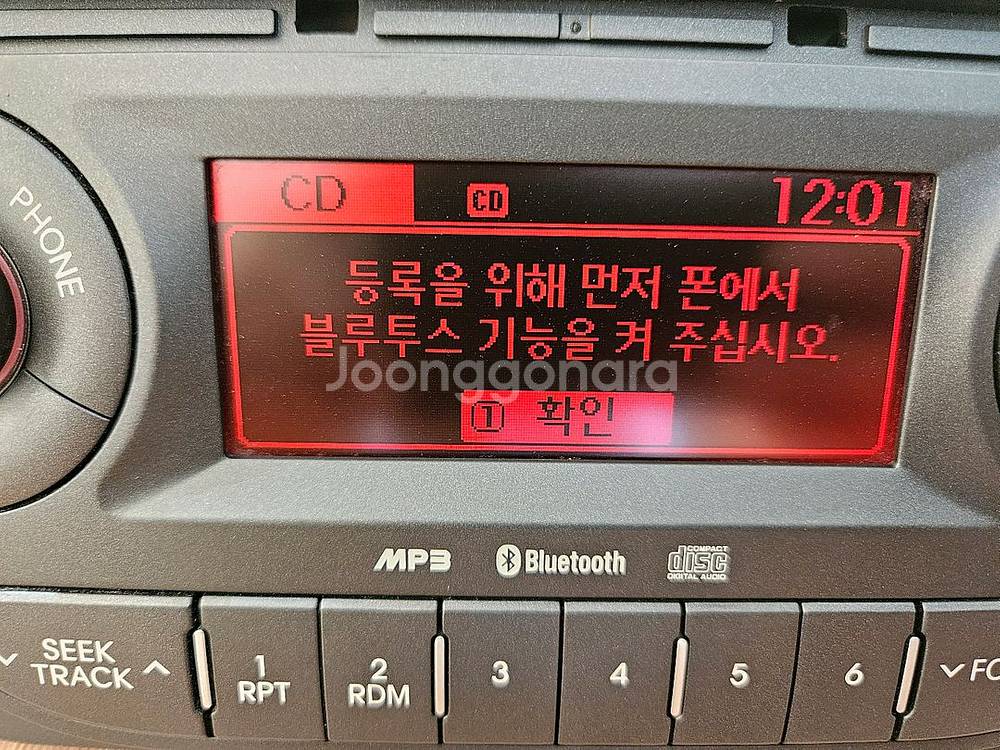 PHONE
CD
CD
12:01
등록을 위해 먼저 폰에서
블루투스 기능을 켜 주십시오.
Joonggonara
① 확인
MP3
Bluetooth
COMPACT
disc
DIGITAL AUDIO
SEEK
TRACK
1
RPT
2
RDM
3
4
5
6
FO